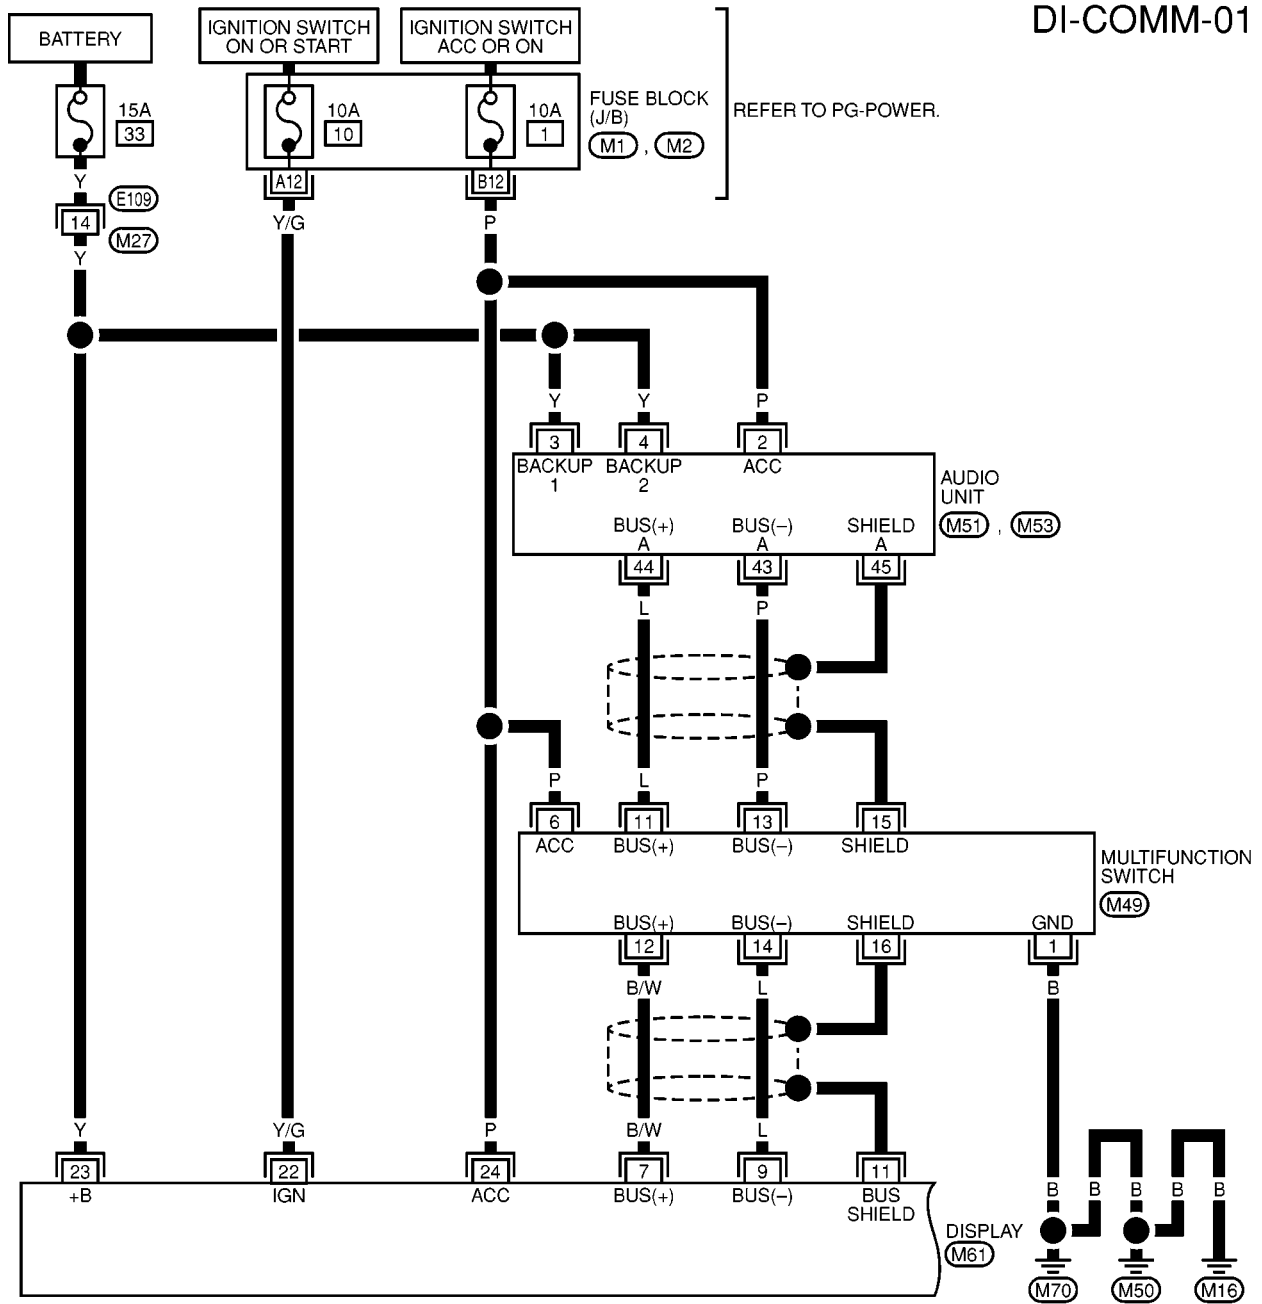 DI-COMM-01
BATTERY
IGNITION SWITCH
ON OR START
IGNITION SWITCH
ACC OR ON
15A
33
10A
10
10A
1
FUSE BLOCK
(J/B)
M1 , M2
REFER TO PG-POWER.
A12
B12
Y
E109
14
M27
Y
Y/G
P
Y
Y
P
3
4
2
BACKUP
1
BACKUP
2
ACC
AUDIO
UNIT
M51 , M53
BUS(+)
A
BUS(–)
A
SHIELD
A
44
43
45
L
P
P
L
P
6
11
13
15
ACC
BUS(+)
BUS(–)
SHIELD
MULTIFUNCTION
SWITCH
M49
BUS(+)
BUS(–)
SHIELD
GND
12
14
16
1
B/W
L
B
Y
Y/G
P
B/W
L
23
22
24
7
9
11
+B
IGN
ACC
BUS(+)
BUS(–)
BUS
SHIELD
B
B
B
B
B
DISPLAY
M61
M70
M50
M16